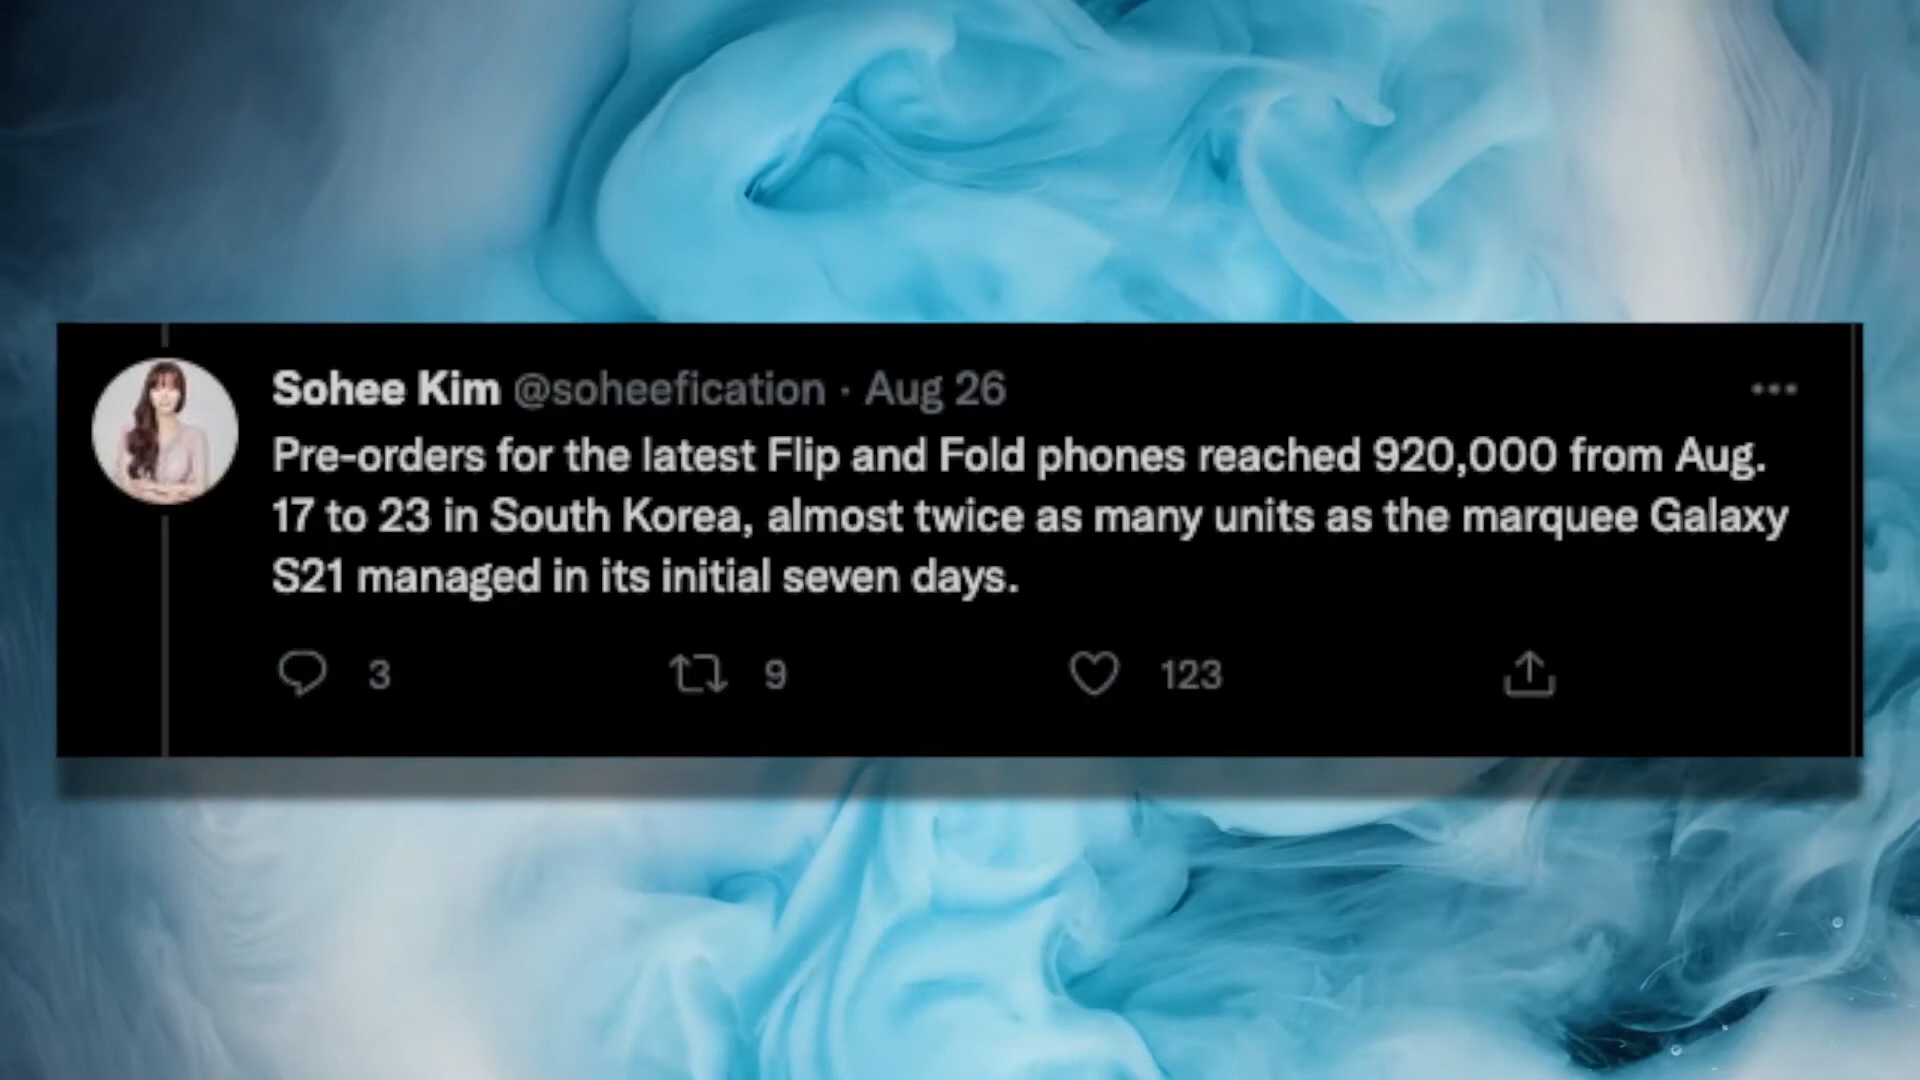 Sohee Kim @soheefication · Aug 26
Pre-orders for the latest Flip and Fold phones reached 920,000 from Aug.
17 to 23 in South Korea, almost twice as many units as the marquee Galaxy
S21 managed in its initial seven days.
3 9 123